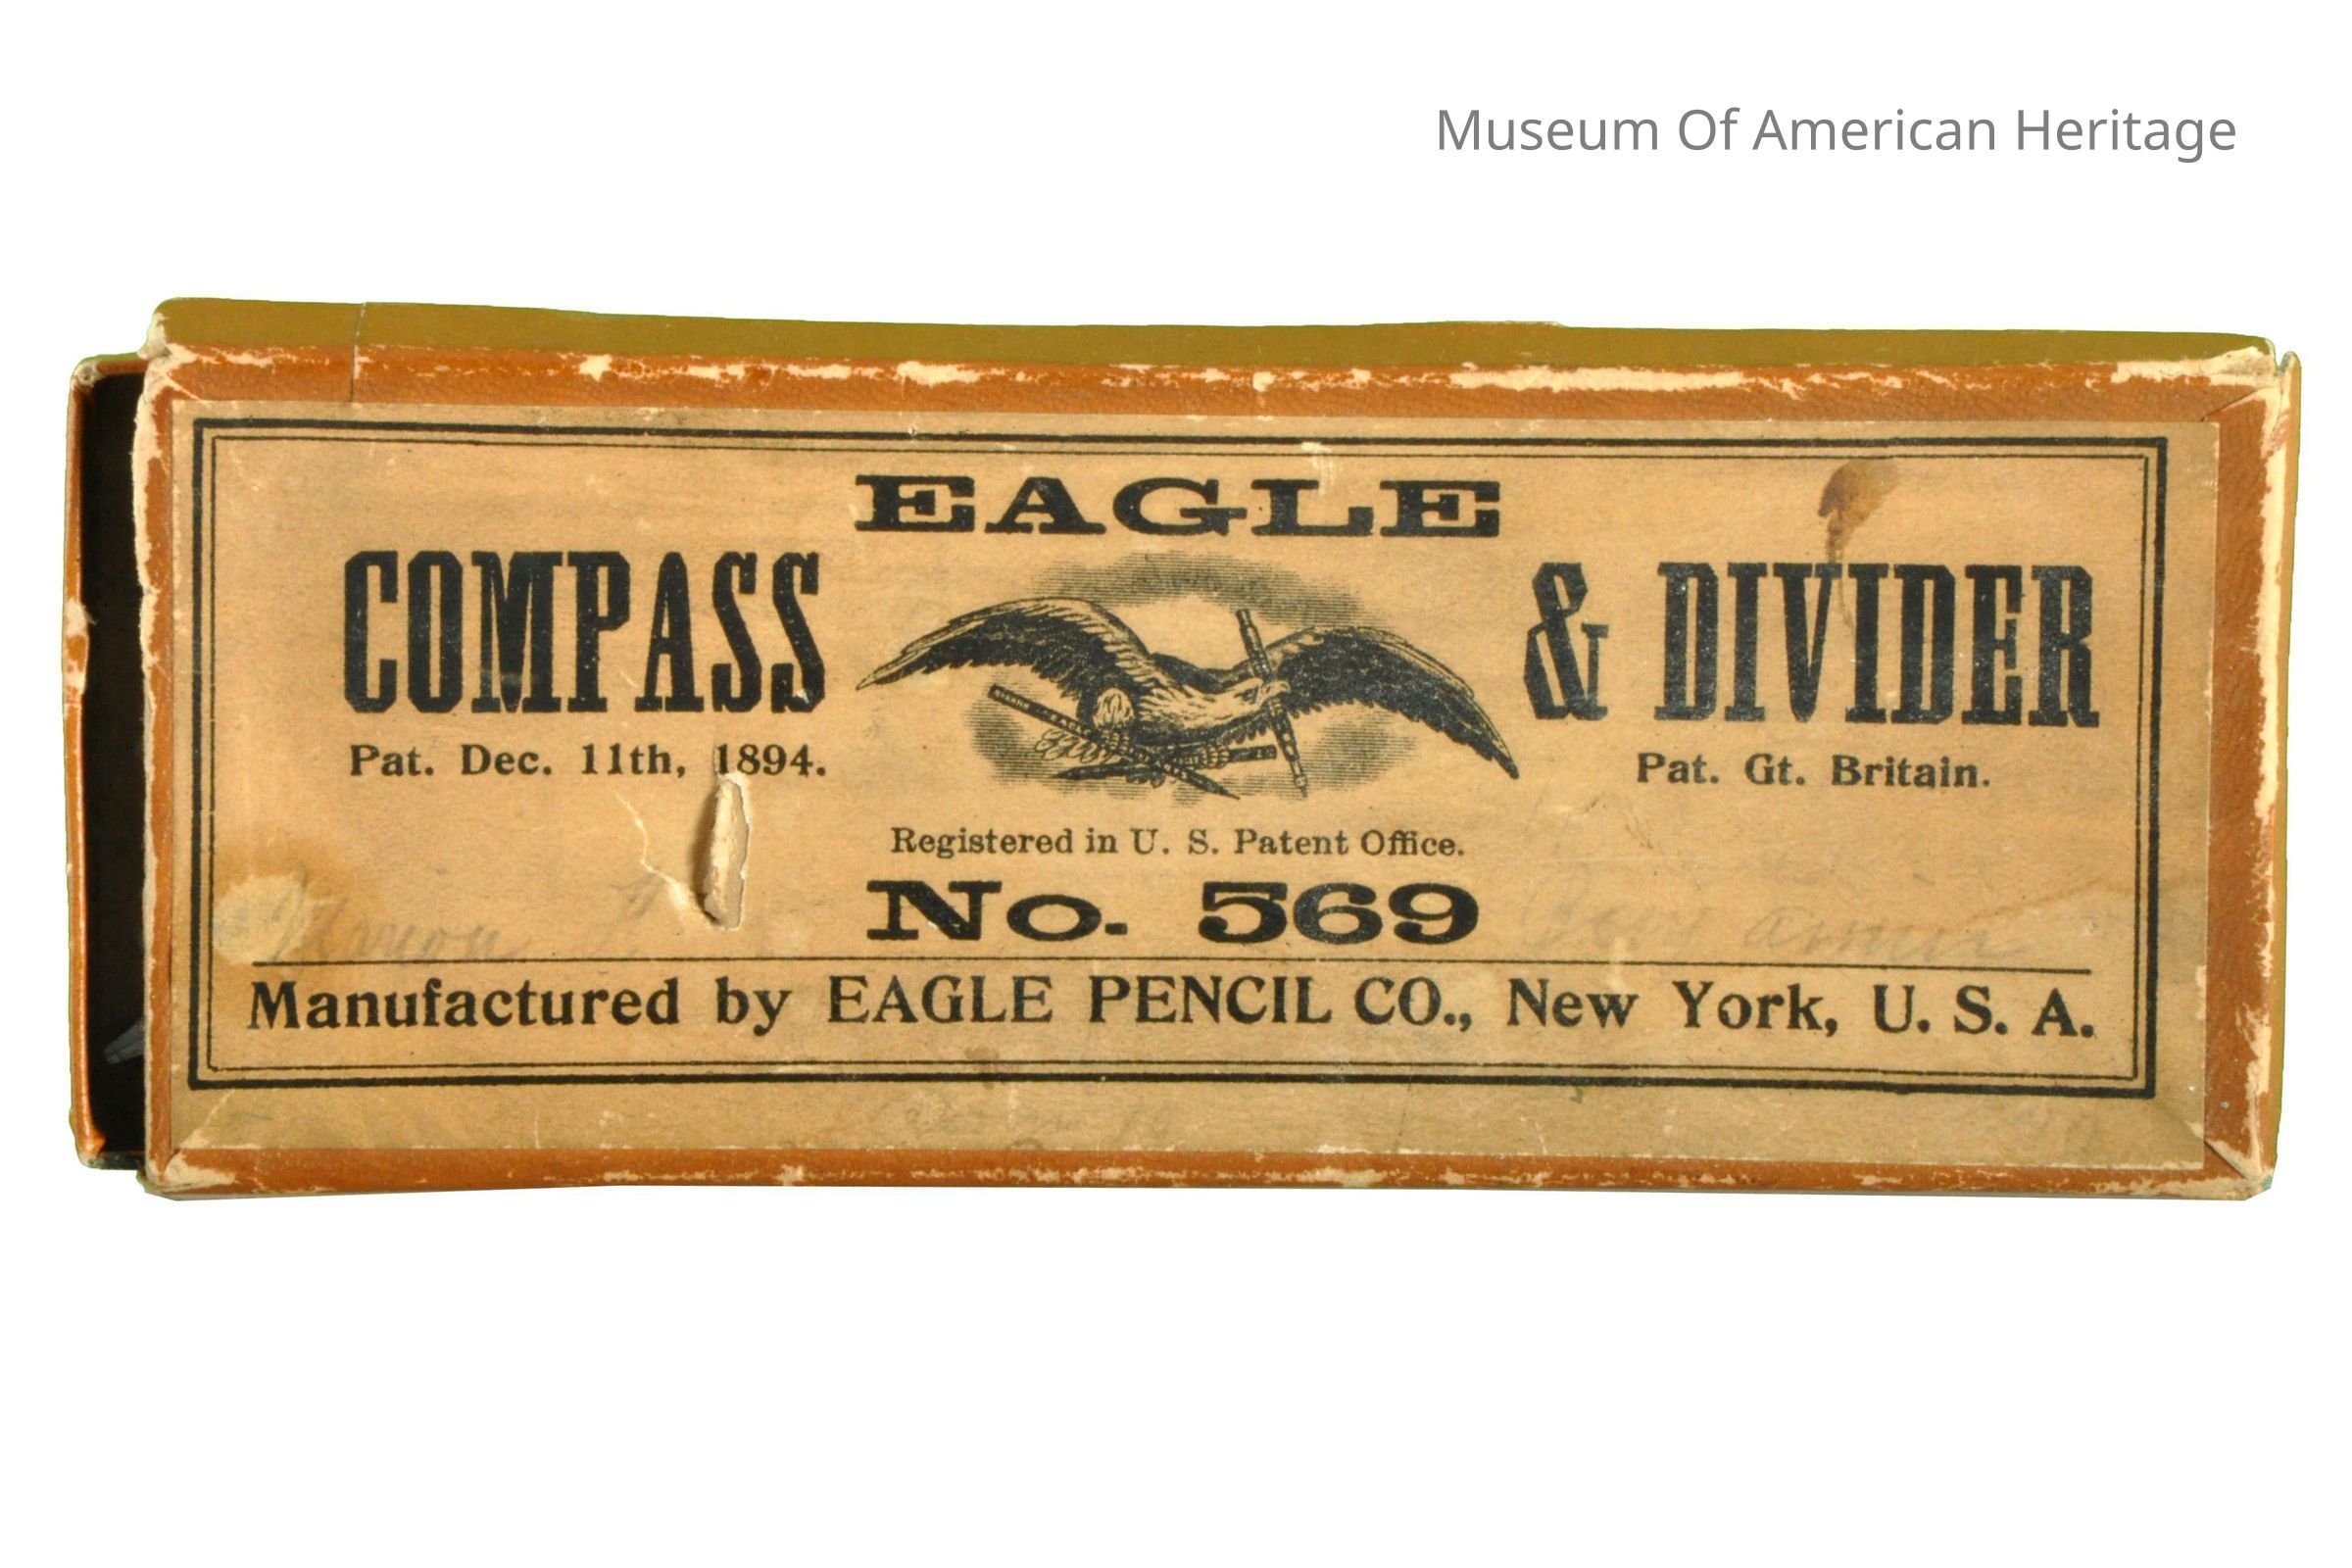 Museum Of American Heritage
EAGLE
COMPASS & DIVIDER
Pat. Dec. 11th, 1894. Pat. Gt. Britain.
Registered in U. S. Patent Office.
No. 569
Manufactured by EAGLE PENCIL CO., New York, U. S. A.